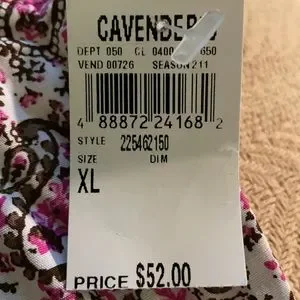 CAVENDER'S
DEPT 050 CL 0400 650
VEND 00726 SEASON 211
4 88872 24168 2
STYLE 225462150
SIZE DIM
XL
PRICE $52.00